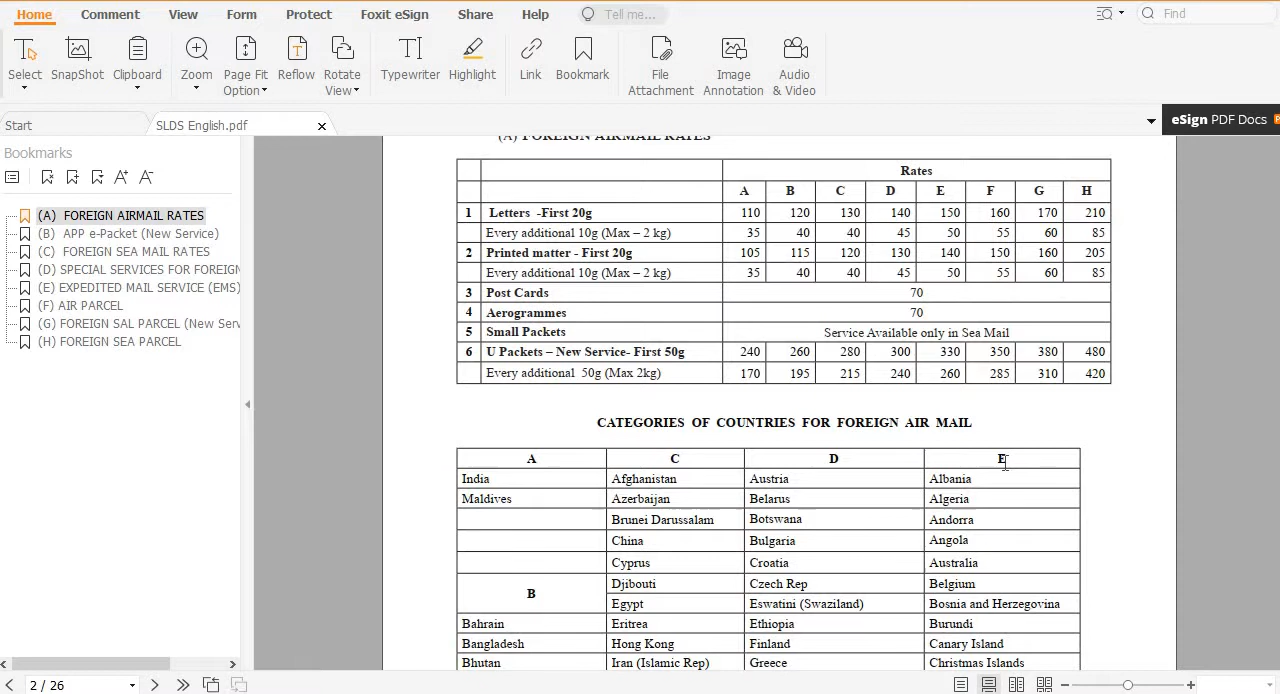 Home Comment View Form Protect Foxit eSign Share Help Tell me... Find
Select SnapShot Clipboard Zoom Page Fit Option Reflow Rotate View Typewriter Highlight Link Bookmark File Attachment Image Annotation Audio & Video
Start SLDS English.pdf eSign PDF Docs
Bookmarks
(A) FOREIGN AIRMAIL RATES
(B) APP e-Packet (New Service)
(C) FOREIGN SEA MAIL RATES
(D) SPECIAL SERVICES FOR FOREIGN
(E) EXPEDITED MAIL SERVICE (EMS)
(F) AIR PARCEL
(G) FOREIGN SAL PARCEL (New Serv
(H) FOREIGN SEA PARCEL
(A) FOREIGN AIRMAIL RATES
Rates
A B C D E F G H
1 Letters -First 20g 110 120 130 140 150 160 170 210
Every additional 10g (Max – 2 kg) 35 40 40 45 50 55 60 85
2 Printed matter - First 20g 105 115 120 130 140 150 160 205
Every additional 10g (Max – 2 kg) 35 40 40 45 50 55 60 85
3 Post Cards 70
4 Aerogrammes 70
5 Small Packets Service Available only in Sea Mail
6 U Packets – New Service- First 50g 240 260 280 300 330 350 380 480
Every additional 50g (Max 2kg) 170 195 215 240 260 285 310 420
CATEGORIES OF COUNTRIES FOR FOREIGN AIR MAIL
A C D E
India Afghanistan Austria Albania
Maldives Azerbaijan Belarus Algeria
Brunei Darussalam Botswana Andorra
China Bulgaria Angola
Cyprus Croatia Australia
B Djibouti Czech Rep Belgium
Egypt Eswatini (Swaziland) Bosnia and Herzegovina
Bahrain Eritrea Ethiopia Burundi
Bangladesh Hong Kong Finland Canary Island
Bhutan Iran (Islamic Rep) Greece Christmas Islands
2 / 26